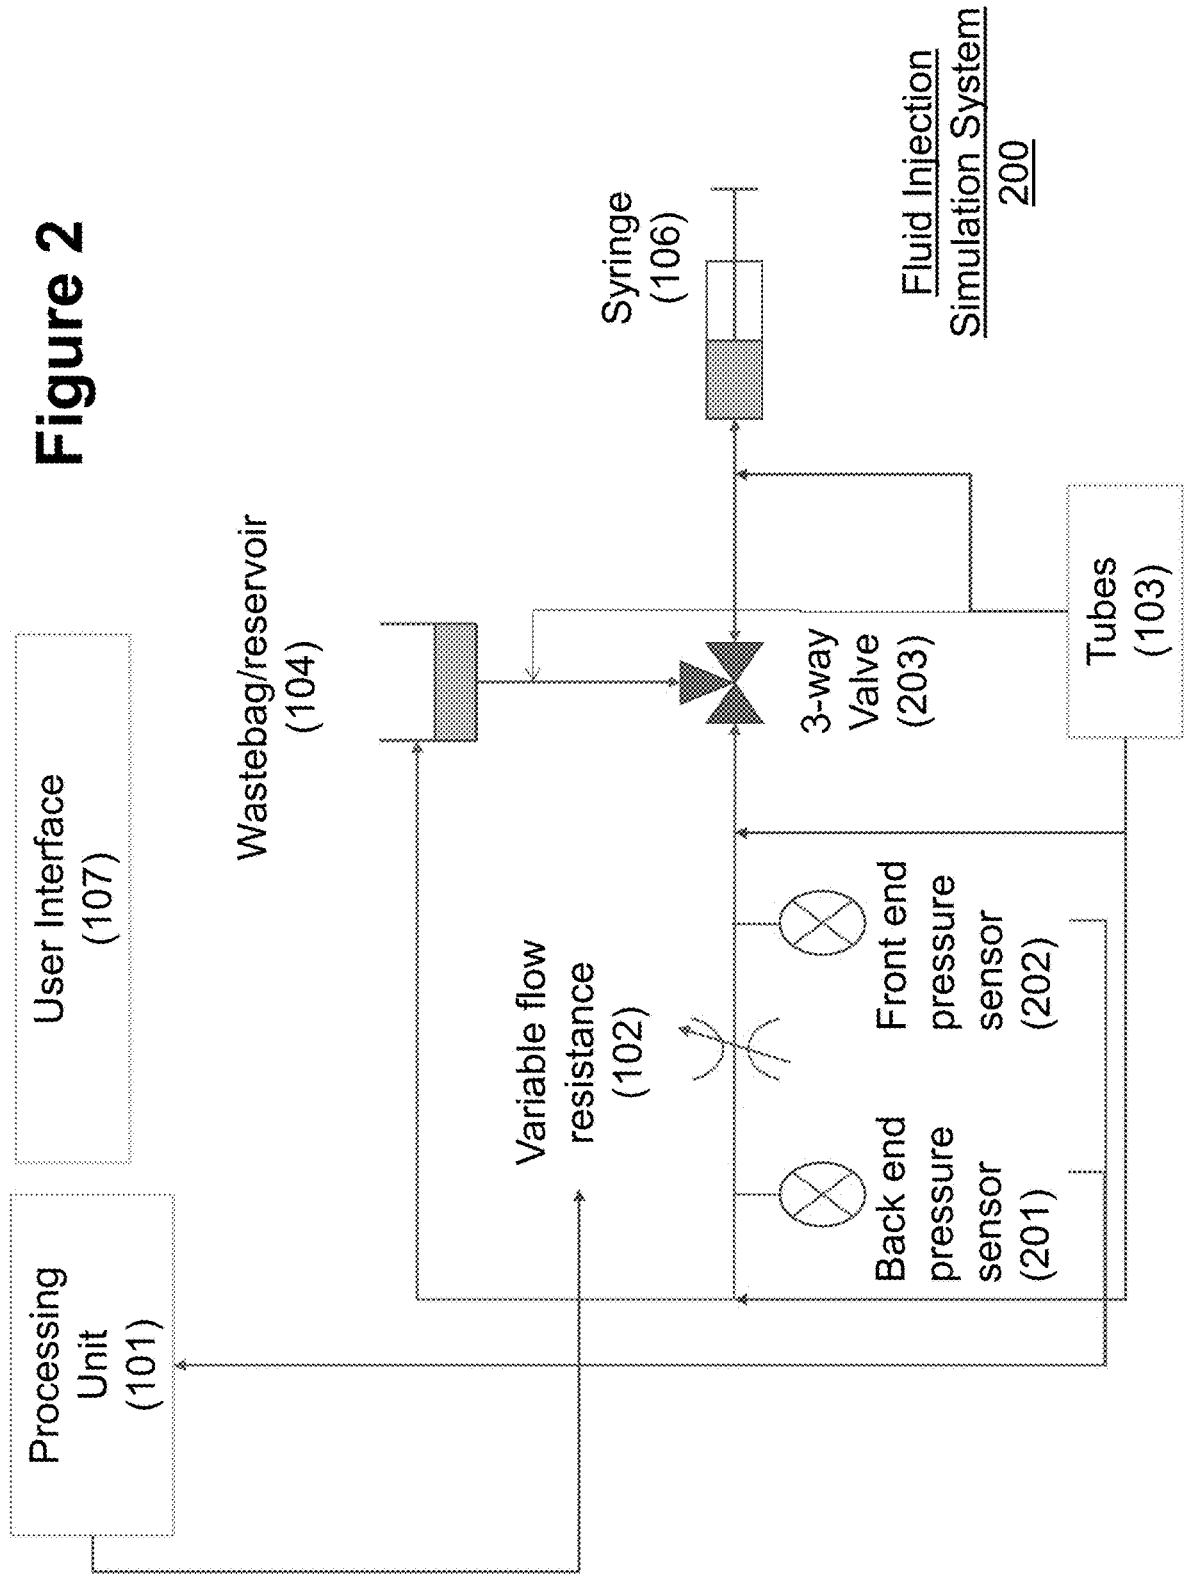 Figure 2
Processing
Unit
(101)
User Interface
(107)
Wastebag/reservoir
(104)
Variable flow
resistance
(102)
Syringe
(106)
3-way
Valve
(203)
Back end
pressure
sensor
(201)
Front end
pressure
sensor
(202)
Tubes
(103)
Fluid Injection
Simulation System
200